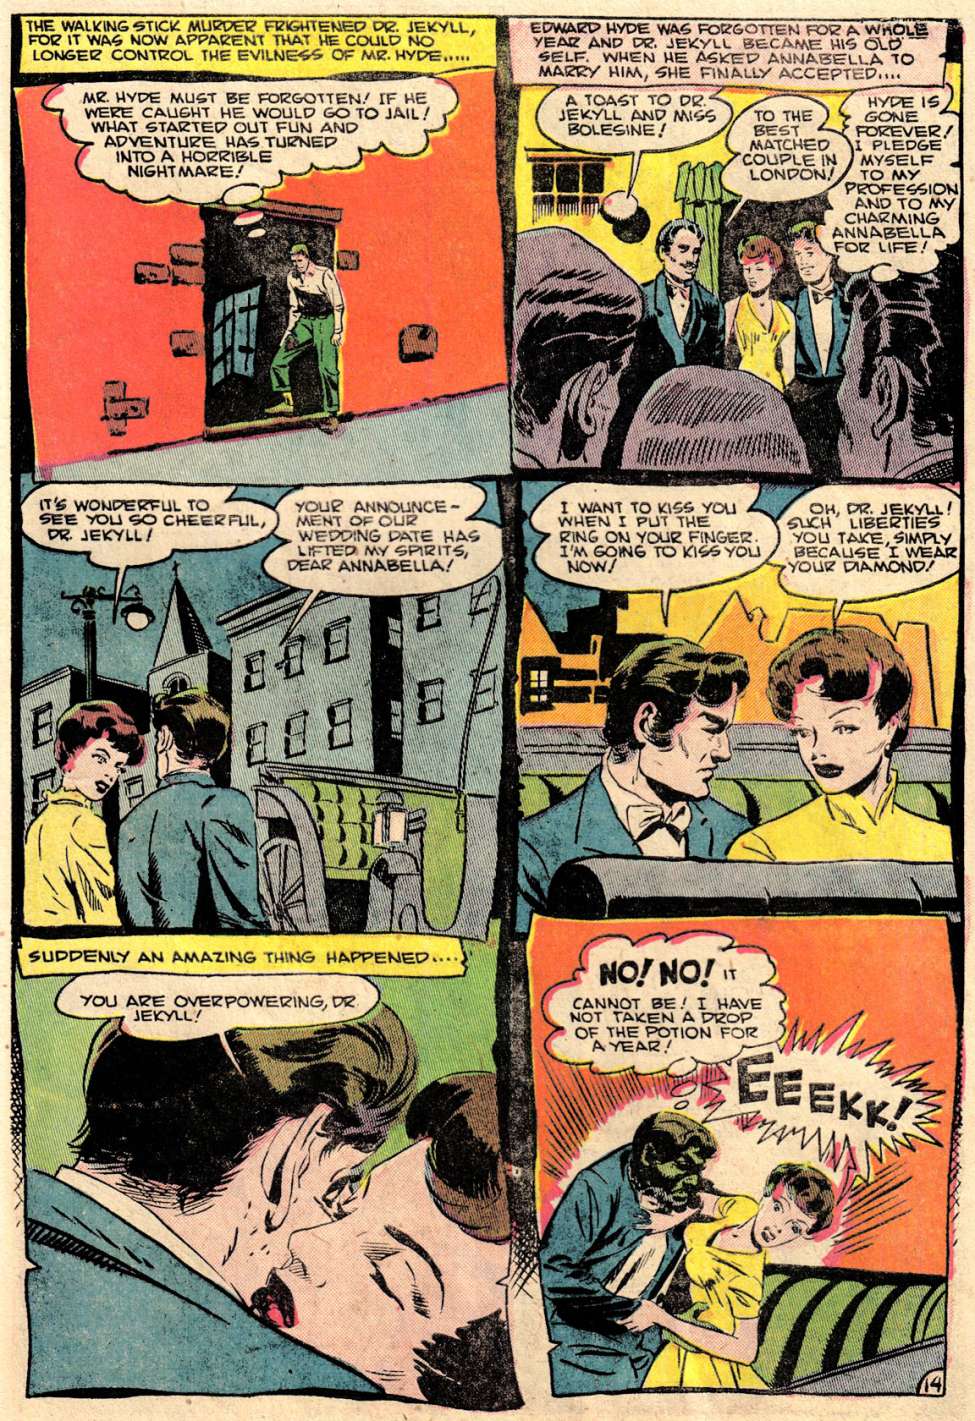 THE WALKING STICK MURDER FRIGHTENED DR. JEKYLL,
FOR IT WAS NOW APPARENT THAT HE COULD NO
LONGER CONTROL THE EVILNESS OF MR. HYDE.....
MR. HYDE MUST BE FORGOTTEN! IF HE
WERE CAUGHT HE WOULD GO TO JAIL!
WHAT STARTED OUT FUN AND
ADVENTURE HAS TURNED
INTO A HORRIBLE
NIGHTMARE!
EDWARD HYDE WAS FORGOTTEN FOR A WHOLE
YEAR AND DR. JEKYLL BECAME HIS OLD
SELF. WHEN HE ASKED ANNABELLA TO
MARRY HIM, SHE FINALLY ACCEPTED....
A TOAST TO DR.
JEKYLL AND MISS
BOLESINE!
TO THE
BEST
MATCHED
COUPLE IN
LONDON!
HYDE IS
GONE
FOREVER!
I PLEDGE
MYSELF
TO MY
PROFESSION
AND TO MY
CHARMING
ANNABELLA
FOR LIFE!
IT'S WONDERFUL TO
SEE YOU SO CHEERFUL,
DR. JEKYLL!
YOUR ANNOUNCE-
MENT OF OUR
WEDDING DATE HAS
LIFTED MY SPIRITS,
DEAR ANNABELLA!
I WANT TO KISS YOU
WHEN I PUT THE
RING ON YOUR FINGER.
I'M GOING TO KISS YOU
NOW!
OH, DR. JEKYLL!
SUCH LIBERTIES
YOU TAKE, SIMPLY
BECAUSE I WEAR
YOUR DIAMOND!
SUDDENLY AN AMAZING THING HAPPENED....
YOU ARE OVERPOWERING, DR.
JEKYLL!
NO! NO! IT
CANNOT BE! I HAVE
NOT TAKEN A DROP
OF THE POTION FOR
A YEAR!
EEEEKK!
14